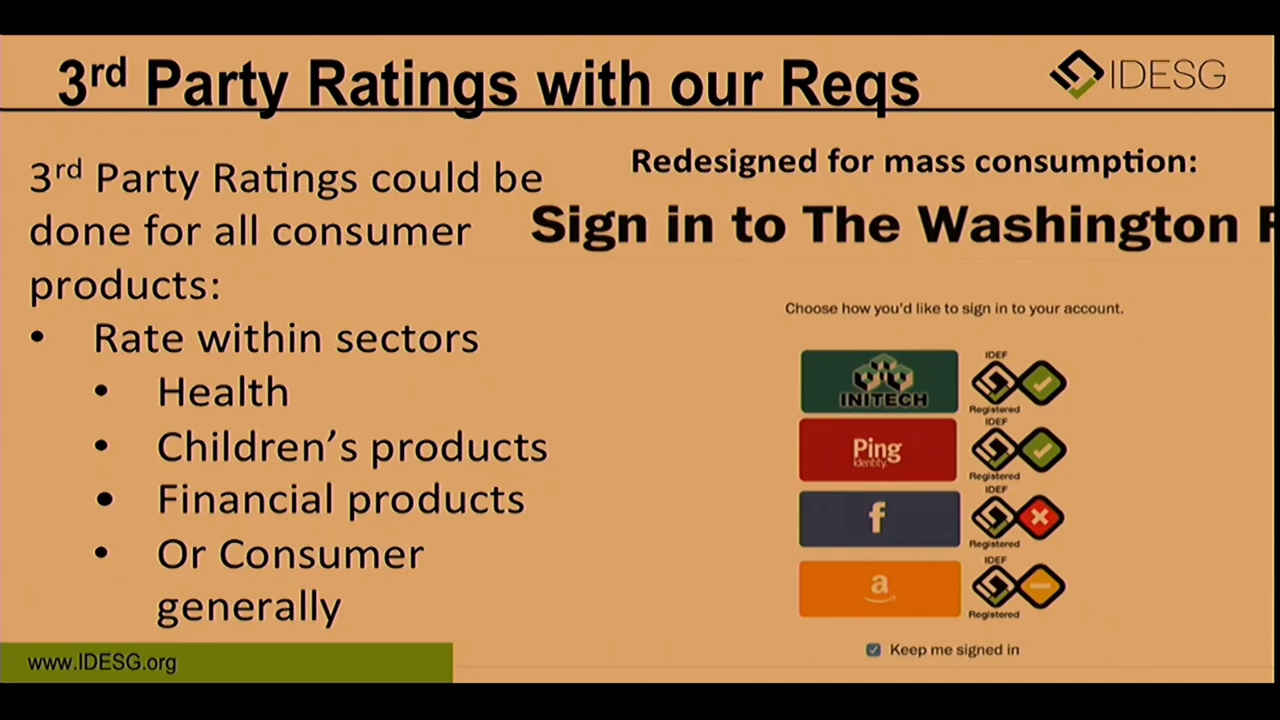 3rd Party Ratings with our Reqs
IDESG
3rd Party Ratings could be
done for all consumer
products:
• Rate within sectors
• Health
• Children's products
• Financial products
• Or Consumer
generally
Redesigned for mass consumption:
Sign in to The Washington
Choose how you'd like to sign in to your account.
INITECH
IDEF
Registered
Ping
Identity
IDEF
Registered
f
IDEF
Registered
a
IDEF
Registered
Keep me signed in
www.IDESG.org